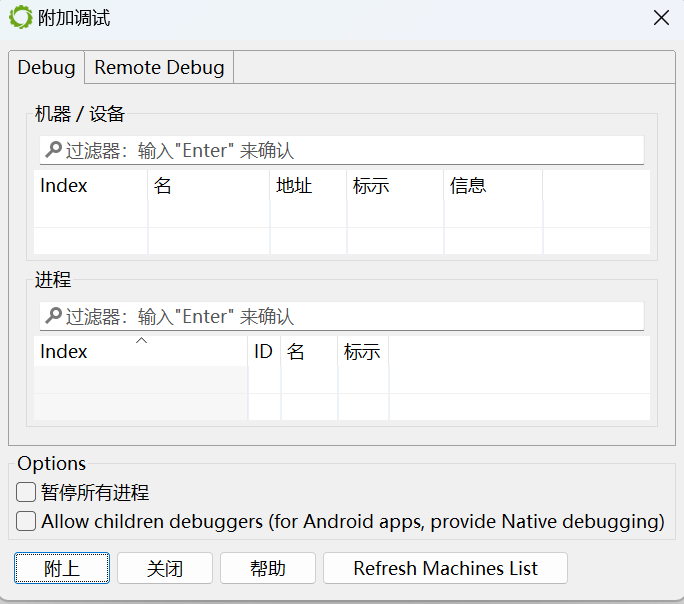 附加调试
Debug Remote Debug
机器 / 设备
过滤器：输入"Enter" 来确认
Index 名 地址 标示 信息
进程
过滤器：输入"Enter" 来确认
Index ID 名 标示
Options
暂停所有进程
Allow children debuggers (for Android apps, provide Native debugging)
附上 关闭 帮助 Refresh Machines List